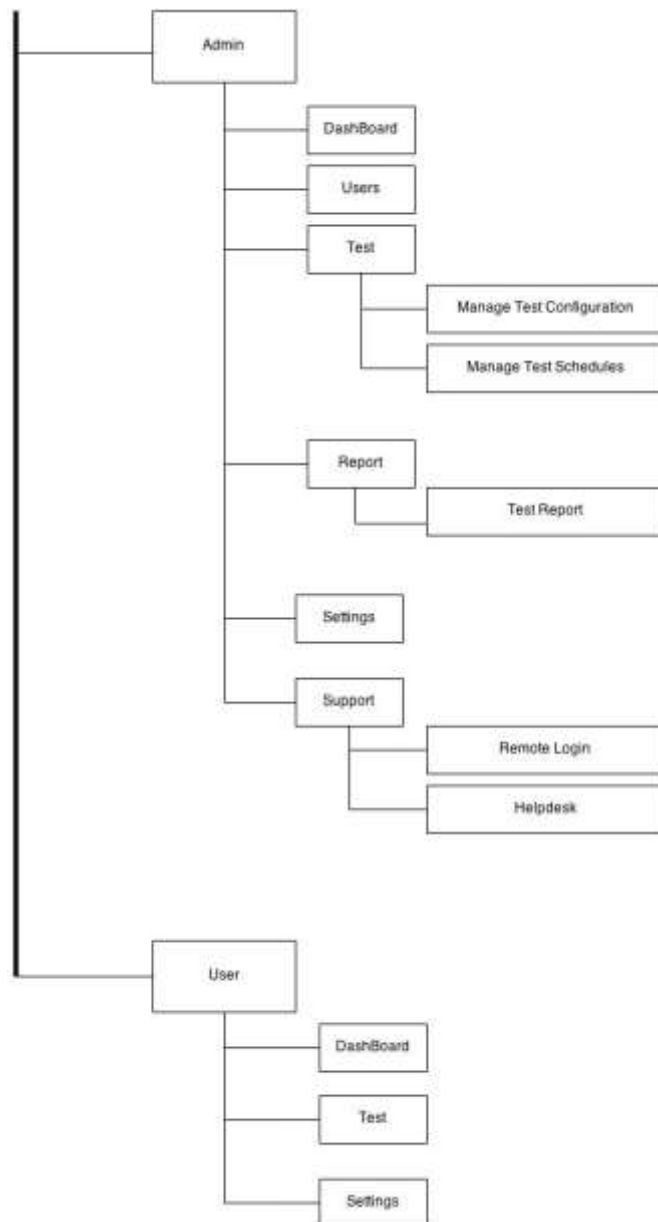 Admin
DashBoard
Users
Test
Manage Test Configuration
Manage Test Schedules
Report
Test Report
Settings
Support
Remote Login
Helpdesk
User
DashBoard
Test
Settings